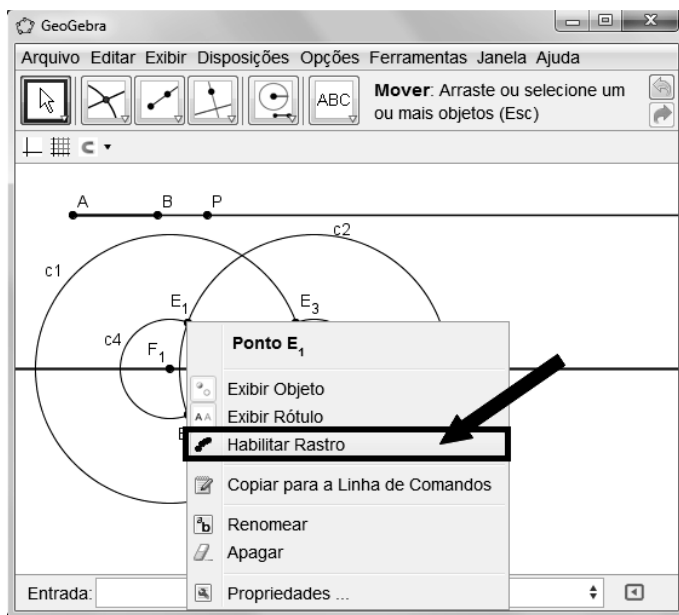 GeoGebra
Arquivo Editar Exibir Disposições Opções Ferramentas Janela Ajuda
ABC
Mover: Arraste ou selecione um
ou mais objetos (Esc)
A B P
c2
c1
E₁ E₃
c4
F₁
Ponto E₁
Exibir Objeto
AA Exibir Rótulo
Habilitar Rastro
Copiar para a Linha de Comandos
ab Renomear
Apagar
Entrada:
Propriedades ...